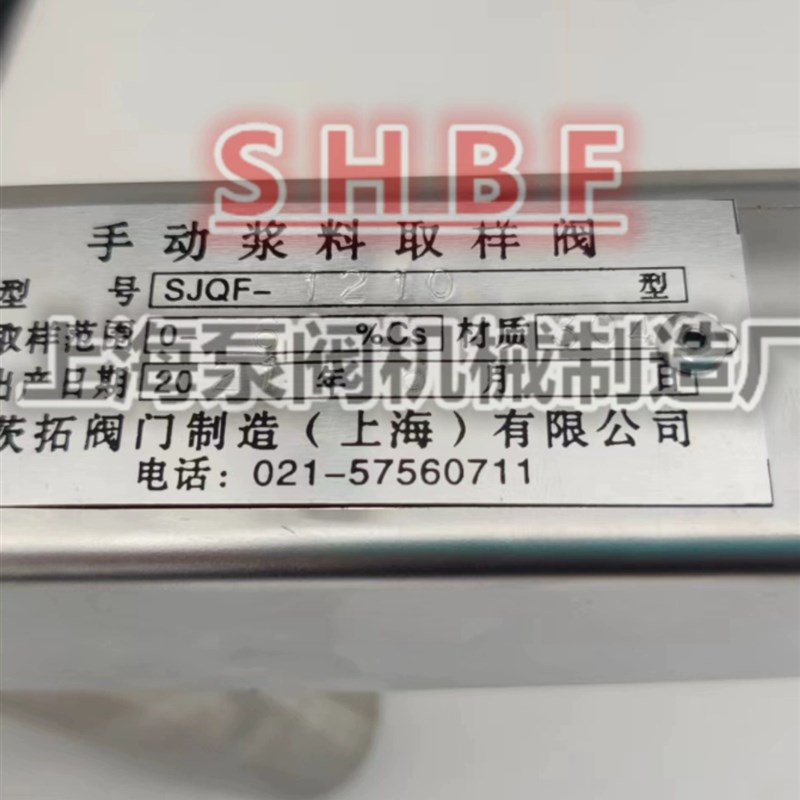 SHBF
手动浆料取样阀
型 号 SJQF-1210 型
取样范围 0- %Cs 材质
上海泵阀机械制造厂
出产日期 20 年 月 日
茨拓阀门制造(上海)有限公司
电话: 021-57560711